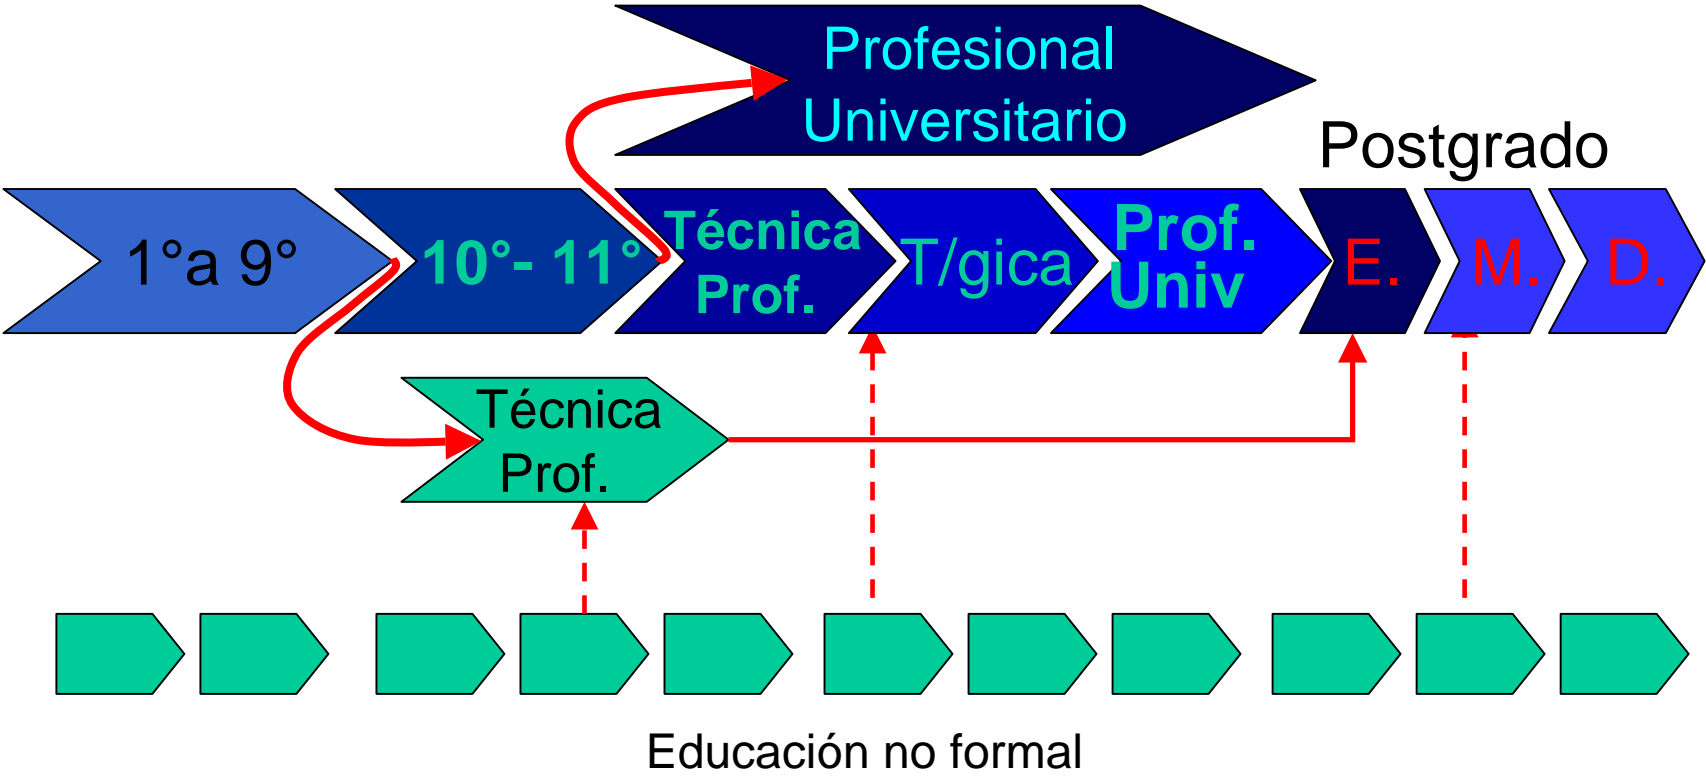 Profesional
Universitario
Postgrado
1°a 9°
10°- 11°
Técnica
Prof.
T/gica
Prof.
Univ
E.
M.
D.
Técnica
Prof.
Educación no formal